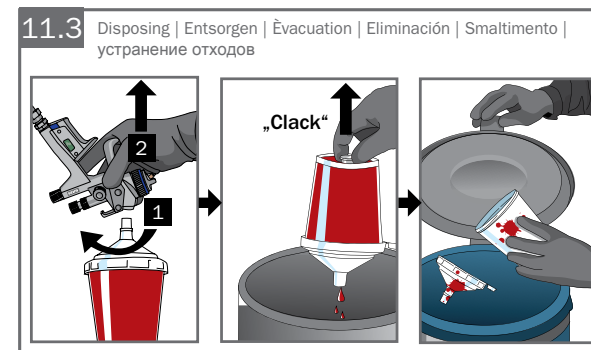 11.3
Disposing | Entsorgen | Èvacuation | Eliminación | Smaltimento |
устранение отходов
2
1
„Clack“